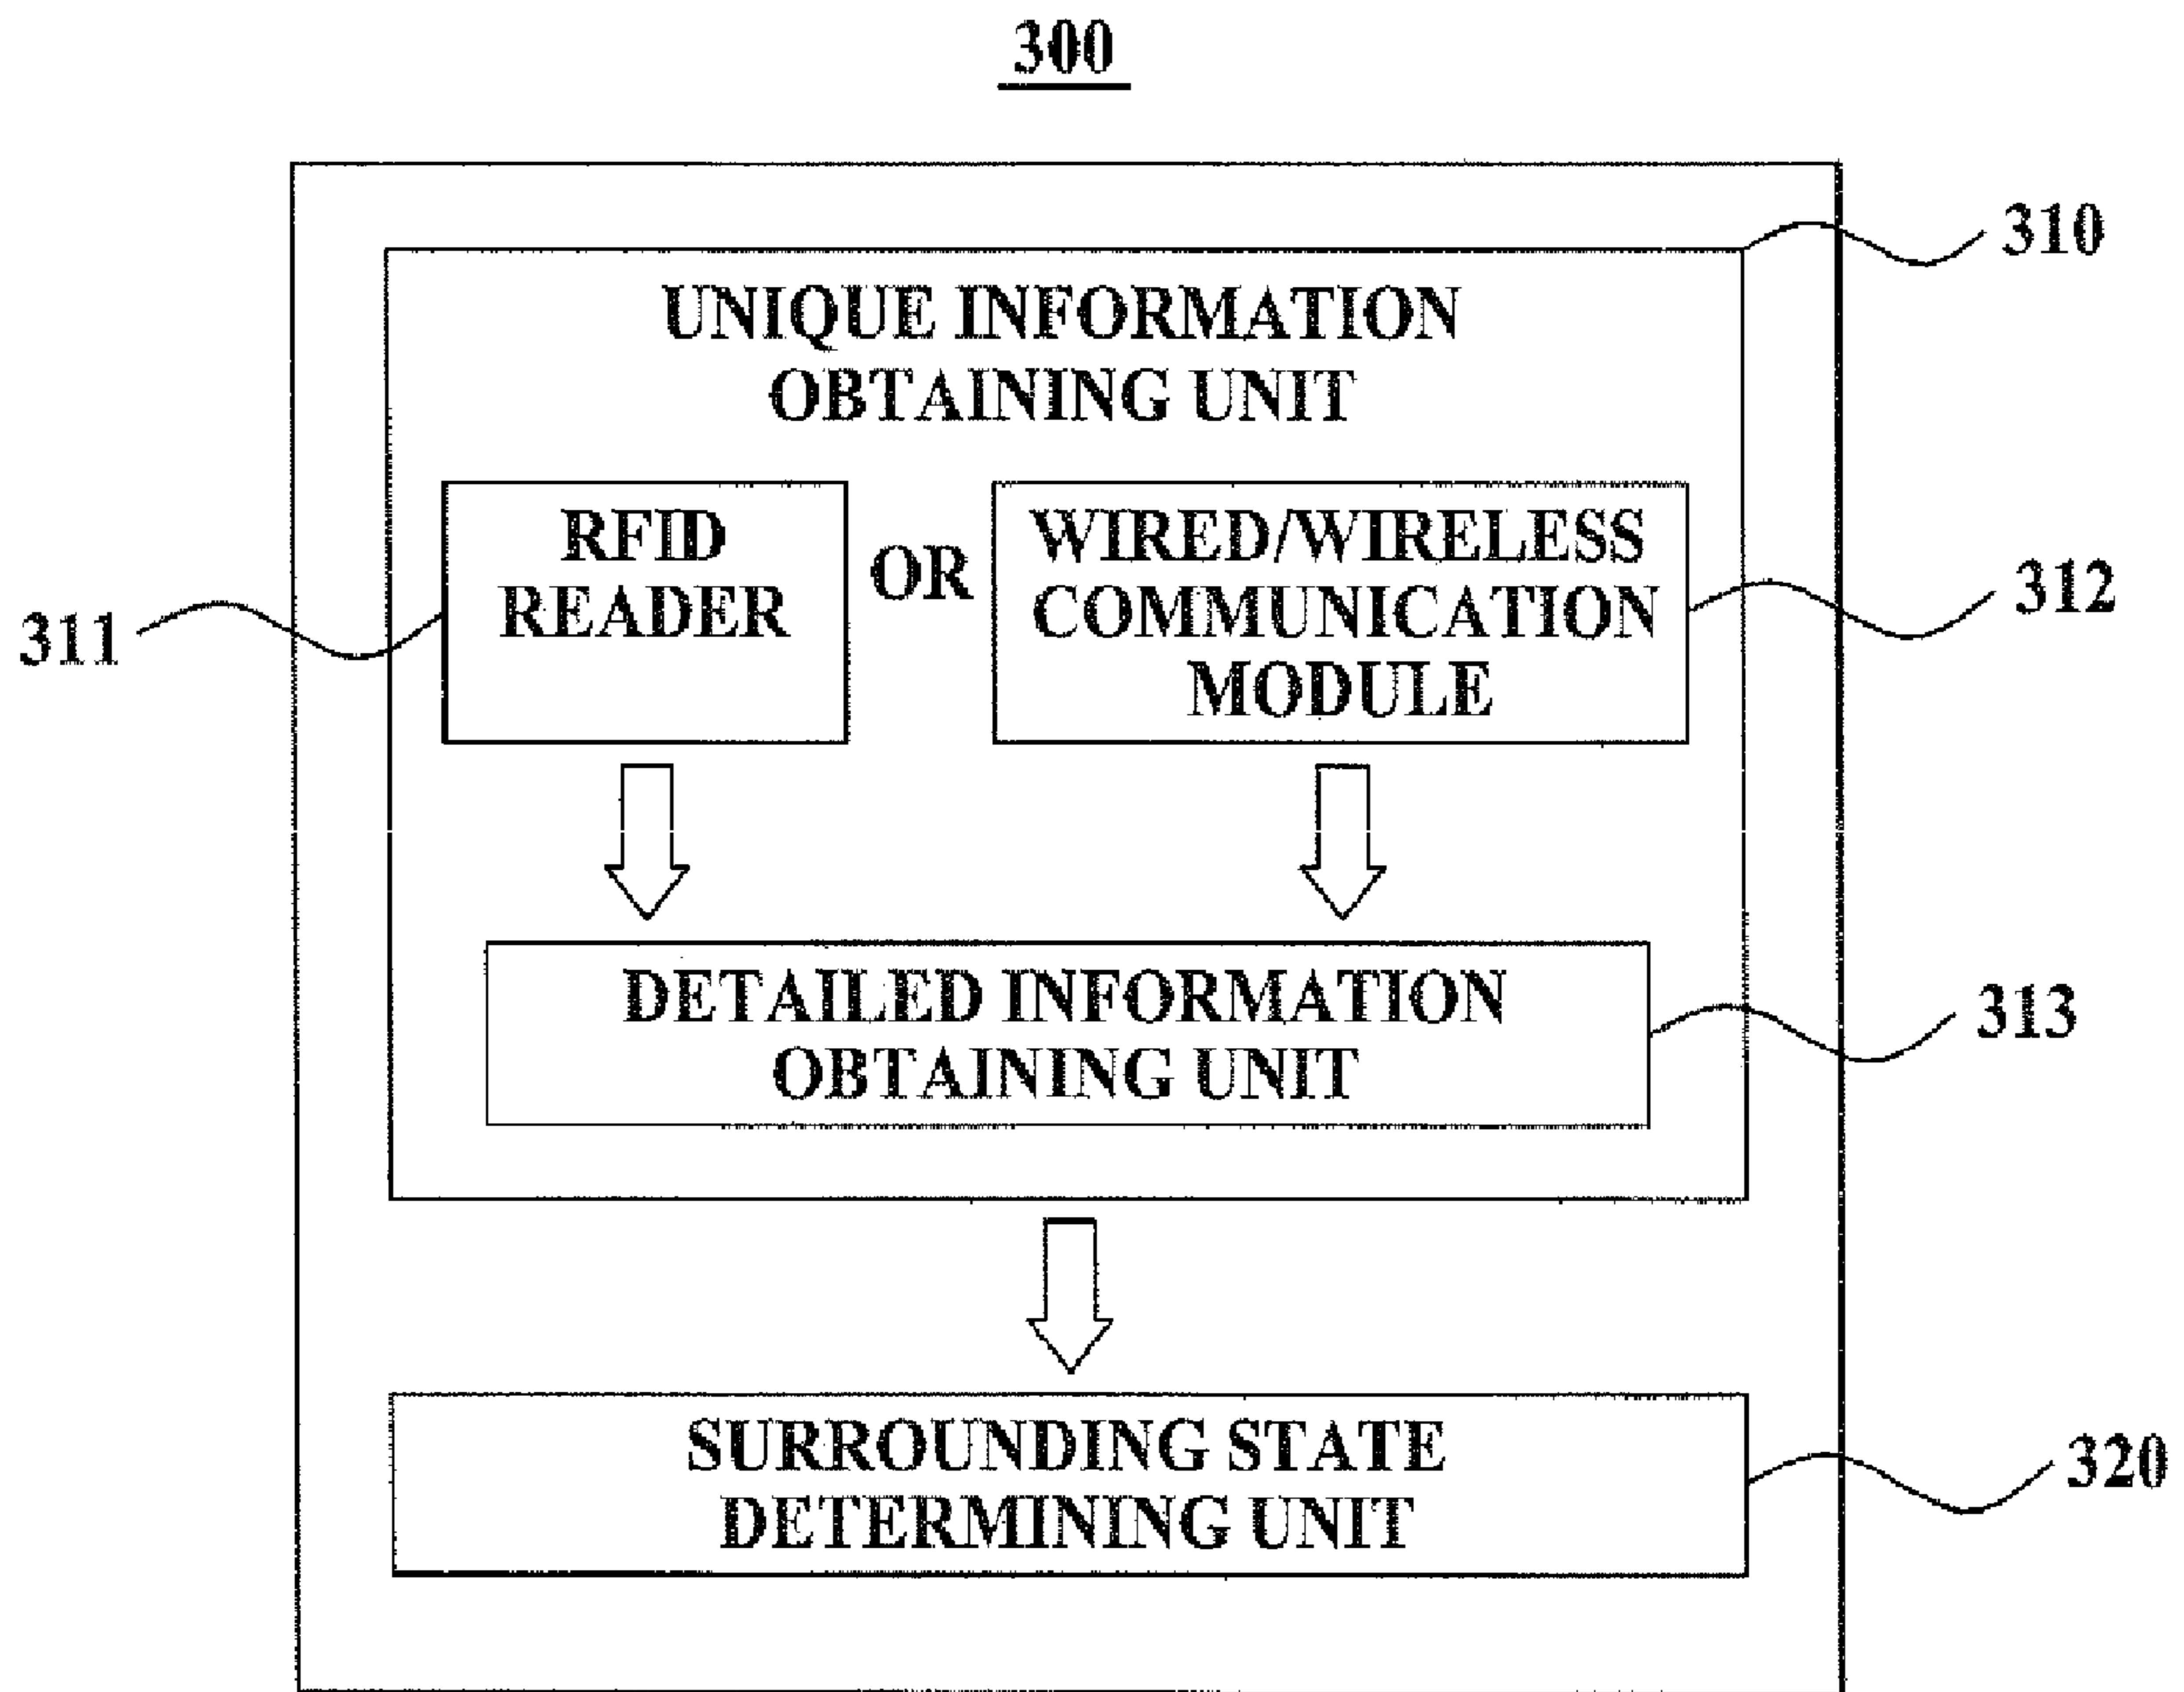 300
310
UNIQUE INFORMATION
OBTAINING UNIT
RFID
READER
OR
WIRED/WIRELESS
COMMUNICATION
MODULE
311
312
DETAILED INFORMATION
OBTAINING UNIT
313
SURROUNDING STATE
DETERMINING UNIT
320